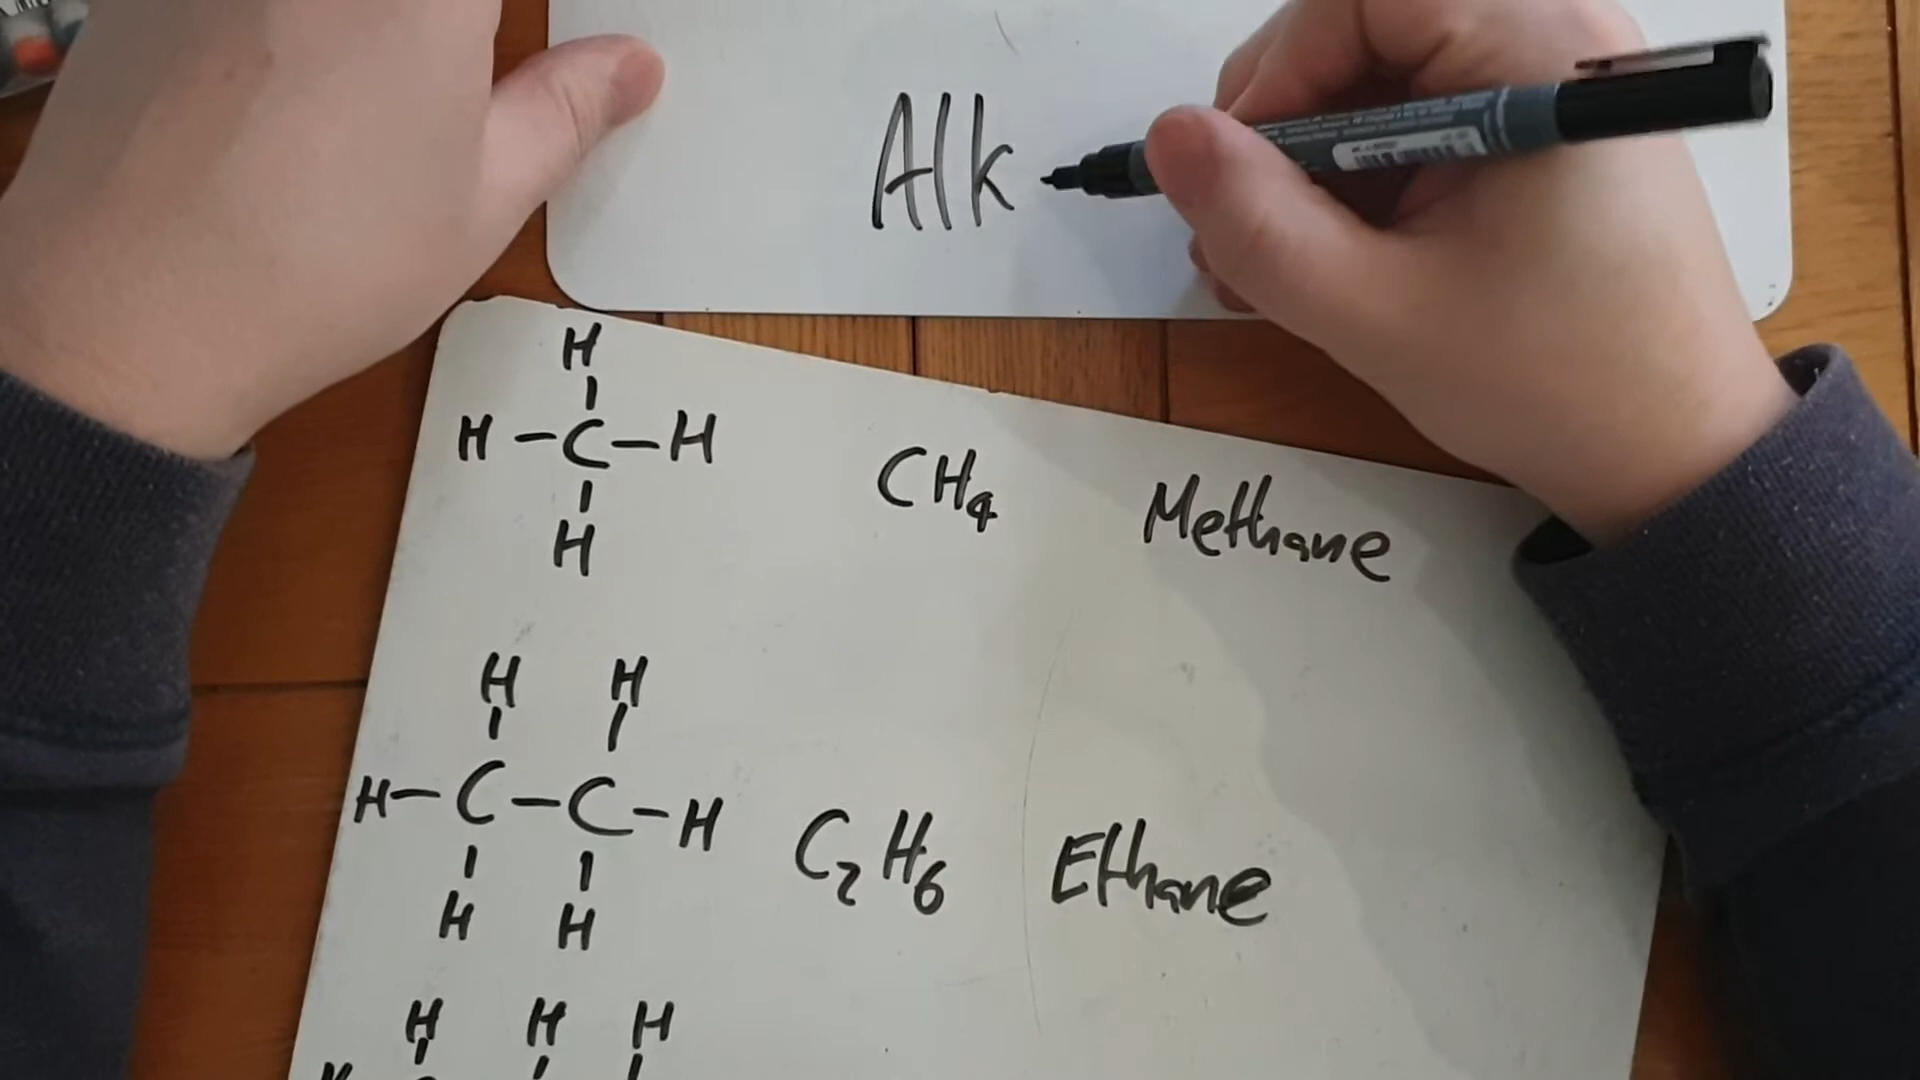 Alk
H
H-C-H
H
CH4
Methane
H H
H-C-C-H
H H
C2H6
Ethane
H H H